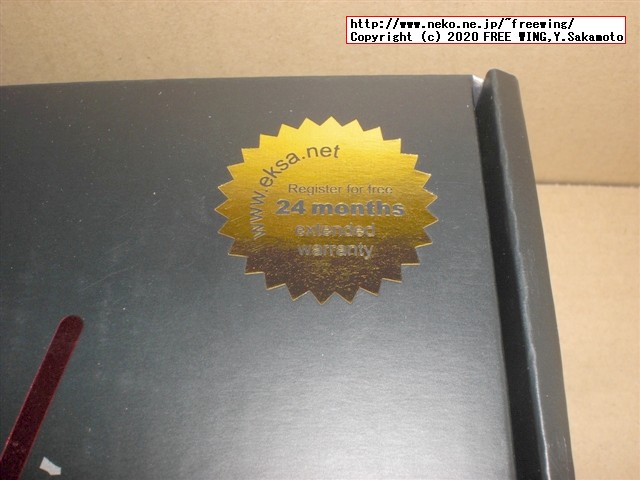 http://www.neko.ne.jp/~freewing/
Copyright (c) 2020 FREE WING,Y.Sakamoto
www.eksa.net
Register for free
24 months
extended
warranty